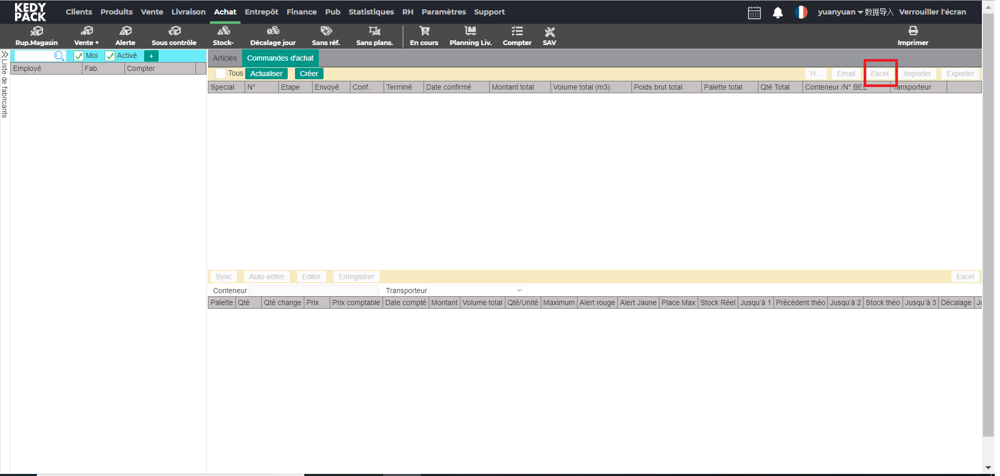 KEDY
PACK
Clients Produits Vente Livraison Achat Entrepôt Finance Pub Statistiques RH Paramètres Support
yuanyuan 数据导入 Verrouiller l'écran
Rup.Magasin Vente + Alerte Sous contrôle Stock- Décalage jour Sans réf. Sans plans. En cours Planning Liv. Compter SAV Imprimer
Liste de fabricants
Moi Activé +
Employé Fab. Compter
Articles Commandes d'achat
Tous Actualiser Créer H... Email Excel Importer Exporter
Special N° Etape Envoyé Conf. Terminé Date confirmé Montant total Volume total (m3) Poids brut total Palette total Qté Total Conteneur /N° BEL Transporteur
Sync Auto editer Editer Enregistrer Excel
Conteneur Transporteur
Palette Qté Qté change Prix Prix comptable Date compté Montant Volume total Qté/Unité Maximum Alert rouge Alert Jaune Place Max Stock Réel Jusqu'à 1 Précédent théo Jusqu'à 2 Stock théo Jusqu'à 3 Décalage